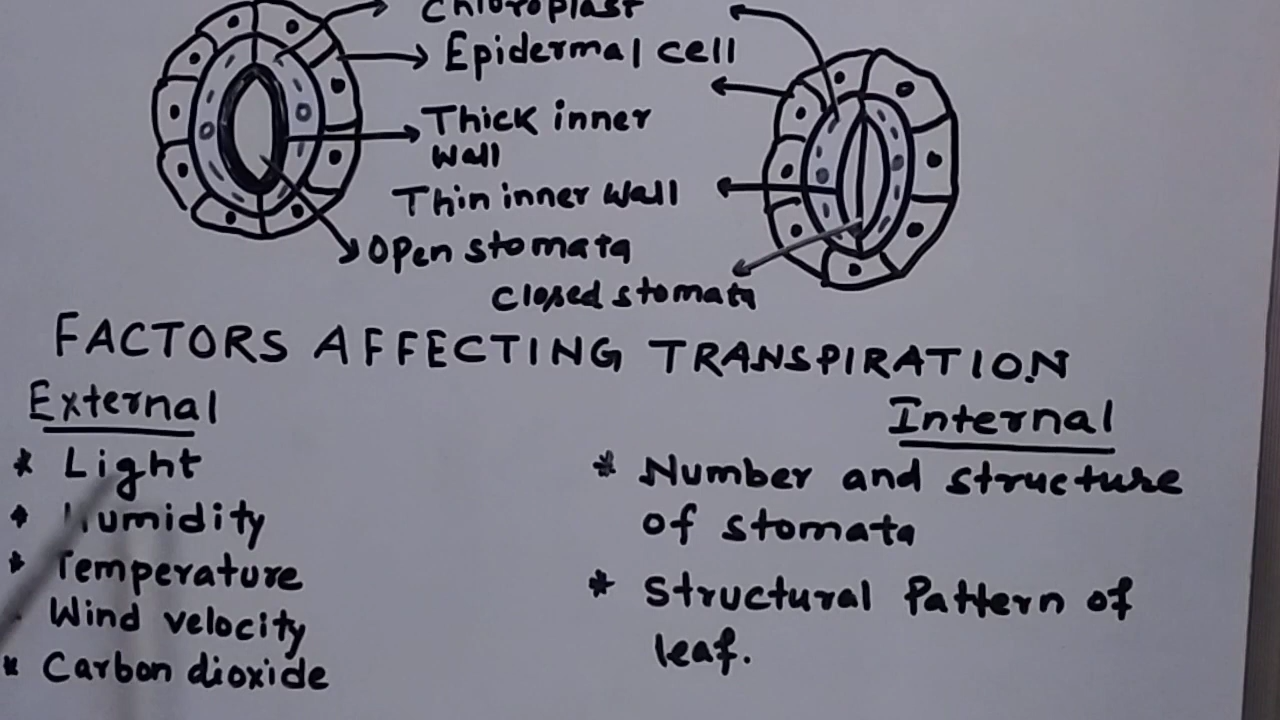 Chloroplast
Epidermal cell
Thick inner
wall
Thin inner wall
Open stomata
Closed stomata
FACTORS AFFECTING TRANSPIRATION
External
* Light
* Humidity
* Temperature
* Wind velocity
* Carbon dioxide
Internal
* Number and structure
of stomata
* Structural Pattern of
leaf.